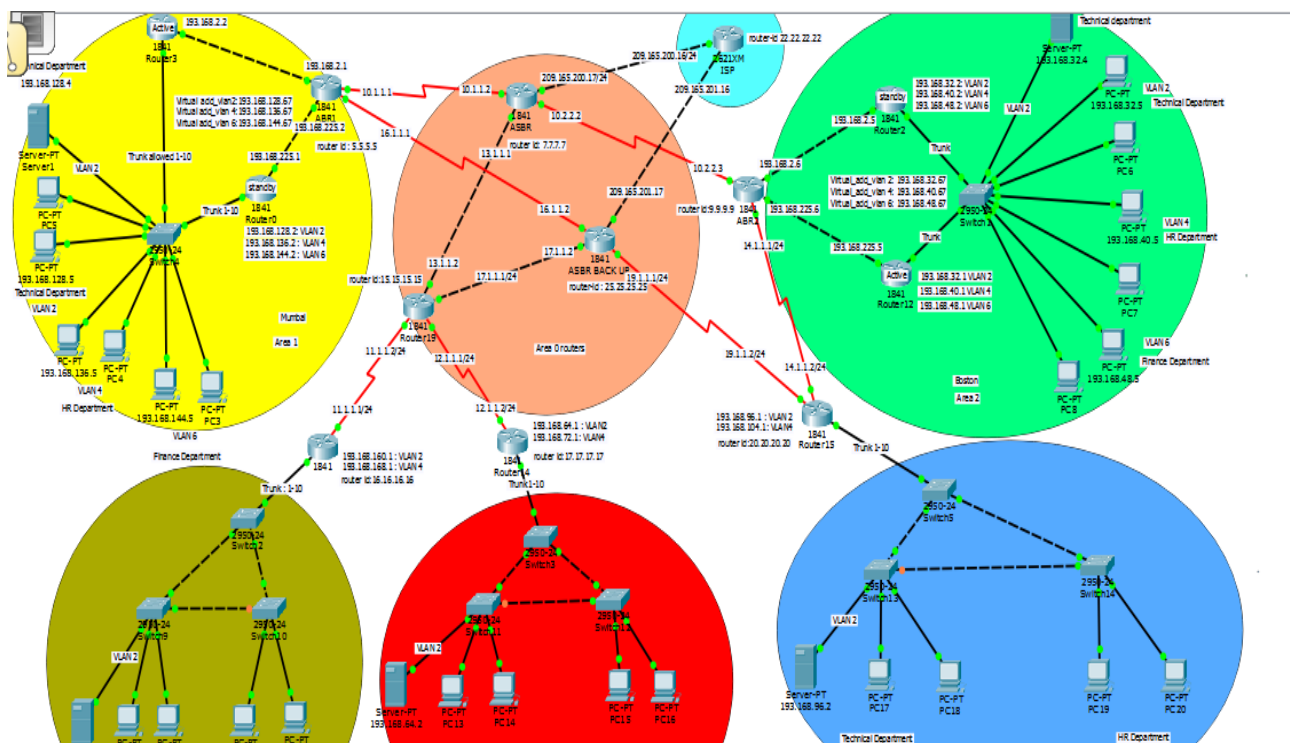 Active
1841
Router3
193.168.2.2
Technical Department
193.168.128.4
Server-PT
Server1
VLAN 2
PC-PT
PC5
PC-PT
193.168.128.5
Technical Department
VLAN 2
PC-PT
193.168.136.5
PC-PT
PC4
VLAN 4
HR Department
PC-PT
193.168.144.5
PC-PT
PC3
VLAN 6
Finance Department
Trunk allowed 1-10
Trunk 1-10
2950-24
Switch4
Virtual add_vlan2: 193.168.128.67
Virtual add_vlan 4: 193.168.136.67
Virtual add_vlan 6: 193.168.144.67
193.168.2.1
1841
ABR1
193.168.225.2
router id : 5.5.5.5
193.168.225.1
standby
1841
Router0
193.168.128.2: VLAN 2
193.168.136.2 : VLAN 4
193.168.144.2 : VLAN 6
Mumbai
Area 1
10.1.1.1
10.1.1.2
16.1.1.1
209.165.200.17/24
209.165.200.16/24
1841
ASBR
10.2.2.2
router id: 7.7.7.7
13.1.1.1
router-id 22.22.22.22
2621XM
ISP
209.165.201.16
209.165.201.17
10.2.2.3
16.1.1.2
17.1.1.2
1841
ASBR BACK UP
router-id : 25.25.25.25
19.1.1.1/24
13.1.1.2
17.1.1.1/24
router id:15.15.15.15
1841
Router19
Area 0 routers
11.1.1.2/24
12.1.1.1/24
11.1.1.1/24
12.1.1.2/24
Technical department
Server-PT
193.168.32.4
VLAN 2
PC-PT
193.168.32.5
VLAN 2
Technical Department
PC-PT
PC6
PC-PT
193.168.40.5
VLAN 4
HR Department
PC-PT
PC7
PC-PT
193.168.48.5
VLAN 6
Finance Department
PC-PT
PC8
standby
1841
Router2
193.168.32.2: VLAN 2
193.168.40.2: VLAN 4
193.168.48.2: VLAN 6
Trunk
193.168.2.5
193.168.2.6
router id:9.9.9.9
1841
193.168.225.6
193.168.225.5
14.1.1.1/24
Virtual_add_vlan 2: 193.168.32.67
Virtual_add_vlan 4: 193.168.40.67
Virtual_add_vlan 6: 193.168.48.67
2950-24
Trunk
Active
1841
Router12
193.168.32.1 VLAN 2
193.168.40.1 VLAN 4
193.168.48.1 VLAN 6
Boston
Area 2
19.1.1.2/24
14.1.1.2/24
193.168.96.1 : VLAN 2
193.168.104.1: VLAN4
router id:20.20.20.20
1841
Router15
Trunk 1-10
1841
193.168.160.1 : VLAN 2
193.168.168.1 : VLAN 4
router id:16.16.16.16
Trunk : 1-10
2950-24
Switch2
2950-24
Switch9
2950-24
Switch10
VLAN 2
PC-PT
PC-PT
PC-PT
PC-PT
193.168.64.1 : VLAN2
193.168.72.1 : VLAN4
router id:17.17.17.17
1841
Trunk1-10
2950-24
Switch3
2950-24
Switch11
2950-24
VLAN 2
Server-PT
193.168.64.2
PC-PT
PC13
PC-PT
PC14
PC-PT
PC15
PC-PT
PC16
2950-24
Switch5
2950-24
Switch13
2950-24
Switch14
VLAN 2
Server-PT
193.168.96.2
PC-PT
PC17
PC-PT
PC18
PC-PT
PC19
PC-PT
PC20
Technical Department
HR Department